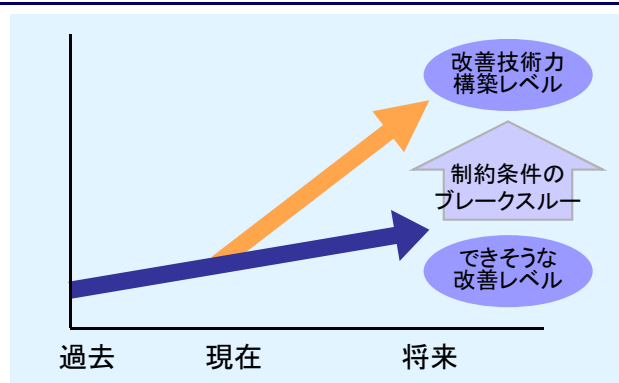 改善技術力
構築レベル
制約条件の
ブレークスルー
できそうな
改善レベル
過去
現在
将来